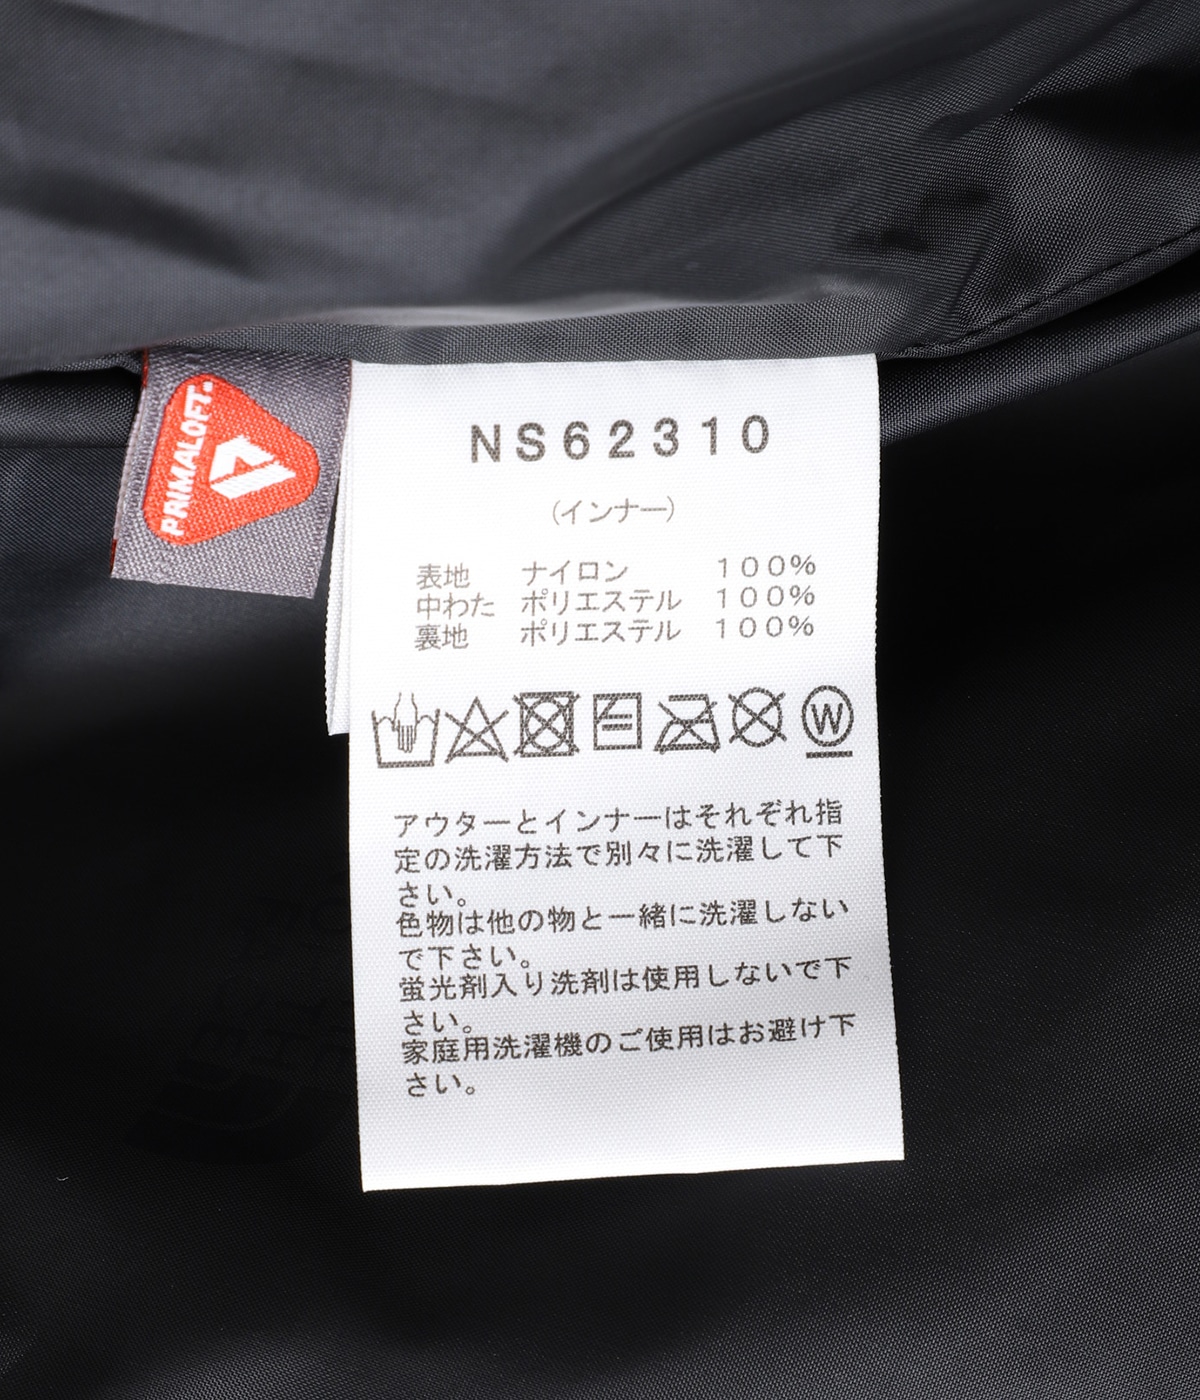 PRIMALOFT.
NS62310
(インナー)
表地 ナイロン 100%
中わた ポリエステル 100%
裏地 ポリエステル 100%
W
アウターとインナーはそれぞれ指
定の洗濯方法で別々に洗濯して下
さい。
色物は他の物と一緒に洗濯しない
で下さい。
蛍光剤入り洗剤は使用しないで下
さい。
家庭用洗濯機のご使用はお避け下
さい。